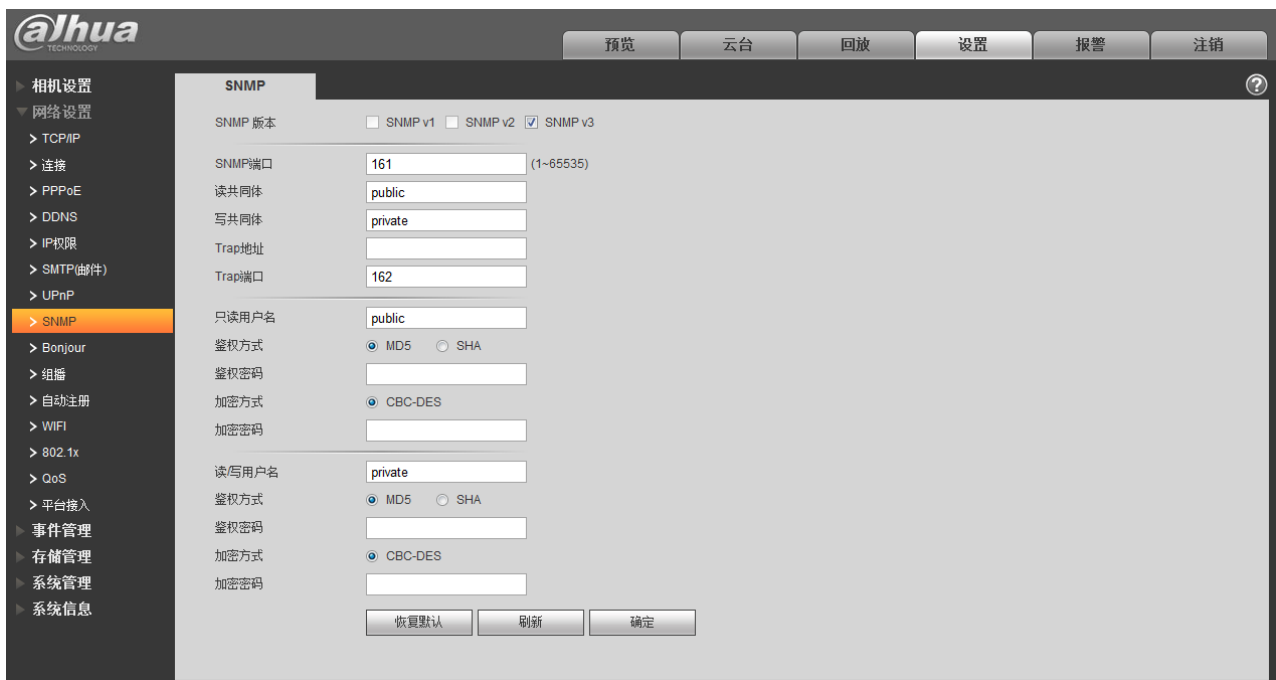 alhua
TECHNOLOGY
预览 云台 回放 设置 报警 注销
相机设置
网络设置
> TCP/IP
> 连接
> PPPoE
> DDNS
> IP权限
> SMTP(邮件)
> UPnP
> SNMP
> Bonjour
> 组播
> 自动注册
> WIFI
> 802.1x
> QoS
> 平台接入
事件管理
存储管理
系统管理
系统信息
SNMP
?
SNMP 版本 SNMP v1 SNMP v2 SNMP v3
SNMP端口 161 (1~65535)
读共同体 public
写共同体 private
Trap地址
Trap端口 162
只读用户名 public
鉴权方式 MD5 SHA
鉴权密码
加密方式 CBC-DES
加密密码
读/写用户名 private
鉴权方式 MD5 SHA
鉴权密码
加密方式 CBC-DES
加密密码
恢复默认 刷新 确定